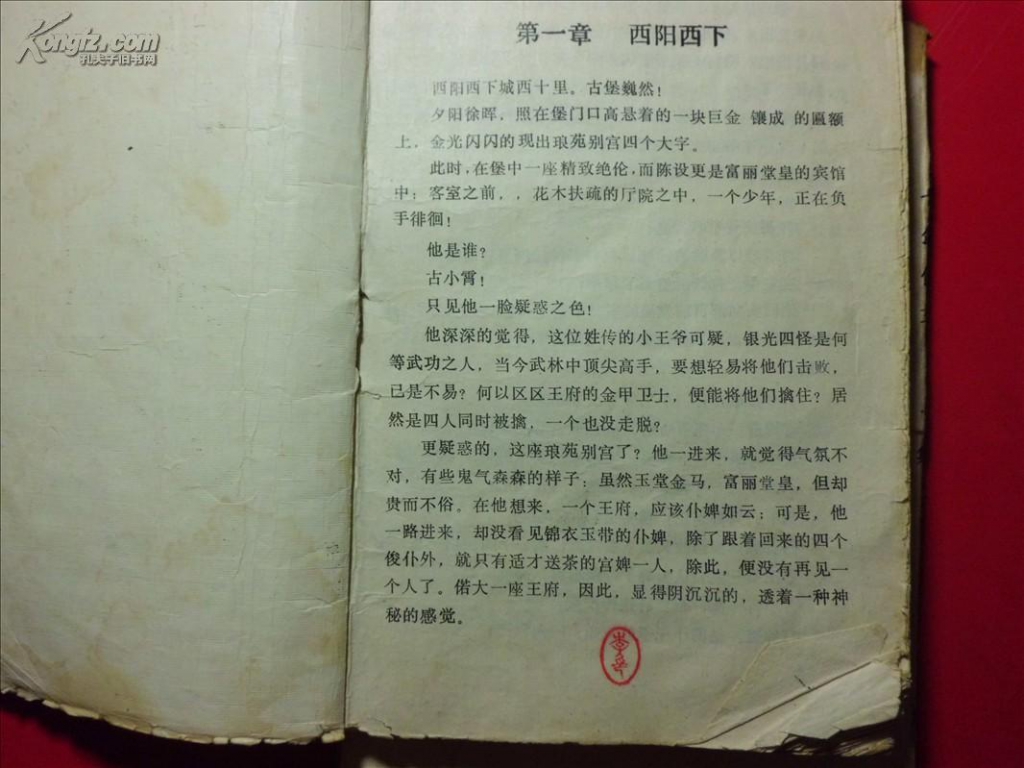 Kongfz.com
孔夫子旧书网
第一章 西阳西下
西阳西下城西十里。古堡巍然！
夕阳徐晖，照在堡门口高悬着的一块巨金 镶成 的匾额
上，金光闪闪的现出琅苑别宫四个大字。
此时，在堡中一座精致绝伦，而陈设更是富丽堂皇的宾馆
中；客室之前，，花木扶疏的厅院之中，一个少年，正在负
手徘徊！
他是谁？
古小霄！
只见他一脸疑惑之色！
他深深的觉得，这位姓传的小王爷可疑，银光四怪是何
等武功之人，当今武林中顶尖高手，要想轻易将他们击败，
已是不易？何以区区王府的金甲卫士，便能将他们擒住？居
然是四人同时被擒，一个也没走脱？
更疑惑的，这座琅苑别宫了？他一进来，就觉得气氛不
对，有些鬼气森森的样子；虽然玉堂金马，富丽堂皇，但却
贵而不俗，在他想来，一个王府，应该仆婢如云；可是，他
一路进来，却没看见锦衣玉带的仆婢，除了跟着回来的四个
俊仆外，就只有适才送茶的宫婢一人，除此，便没有再见一
个人了。偌大一座王府，因此，显得阴沉沉的，透着一种神
秘的感觉。